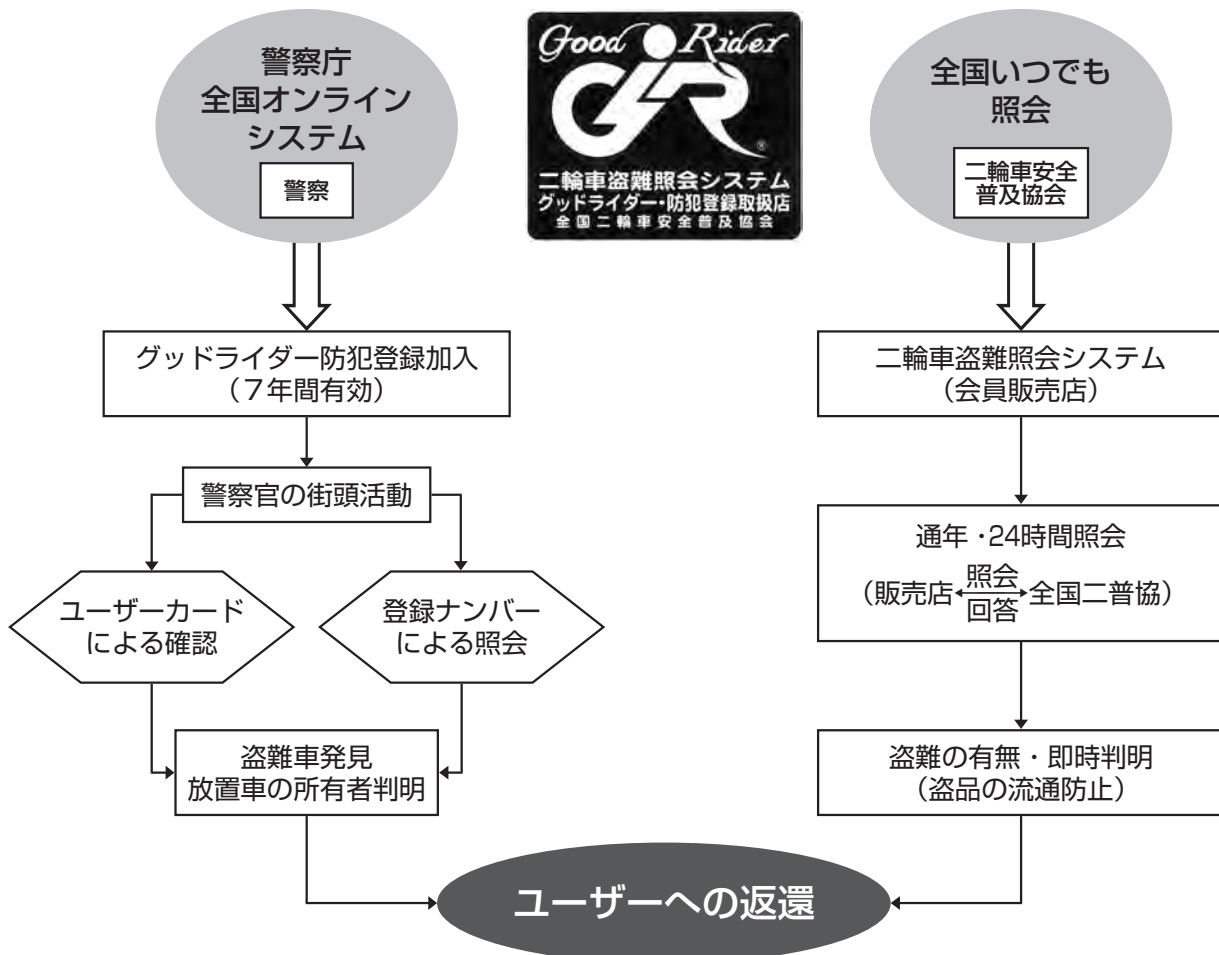 警察庁
全国オンライン
システム
警察
Good Rider
GR
®
二輪車盗難照会システム
グッドライダー・防犯登録取扱店
全国二輪車安全普及協会
全国いつでも
照会
二輪車安全
普及協会
グッドライダー防犯登録加入
（７年間有効）
警察官の街頭活動
ユーザーカード
による確認
登録ナンバー
による照会
盗難車発見
放置車の所有者判明
二輪車盗難照会システム
（会員販売店）
通年・24時間照会
（販売店 照会 全国二普協）
回答
盗難の有無・即時判明
（盗品の流通防止）
ユーザーへの返還